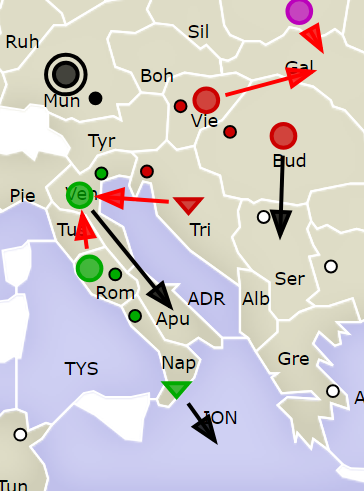 Ruh
Sil
Gal
Boh
Mun
Vie
Tyr
Bud
Pie
Ven
Tri
Tus
Ser
Rom
ADR
Alb
Apu
Gre
Nap
TYS
ION
A
Tun